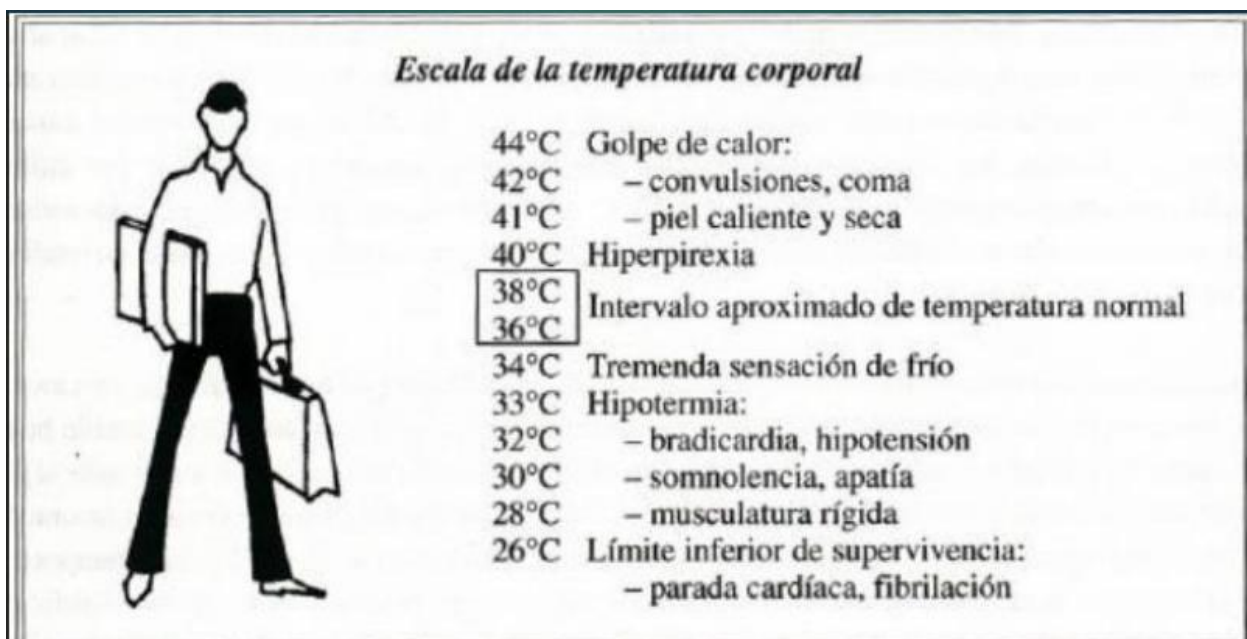 Escala de la temperatura corporal
44°C Golpe de calor:
42°C – convulsiones, coma
41°C – piel caliente y seca
40°C Hiperpirexia
38°C
Intervalo aproximado de temperatura normal
36°C
34°C Tremenda sensación de frío
33°C Hipotermia:
32°C – bradicardia, hipotensión
30°C – somnolencia, apatía
28°C – musculatura rígida
26°C Límite inferior de supervivencia:
– parada cardíaca, fibrilación